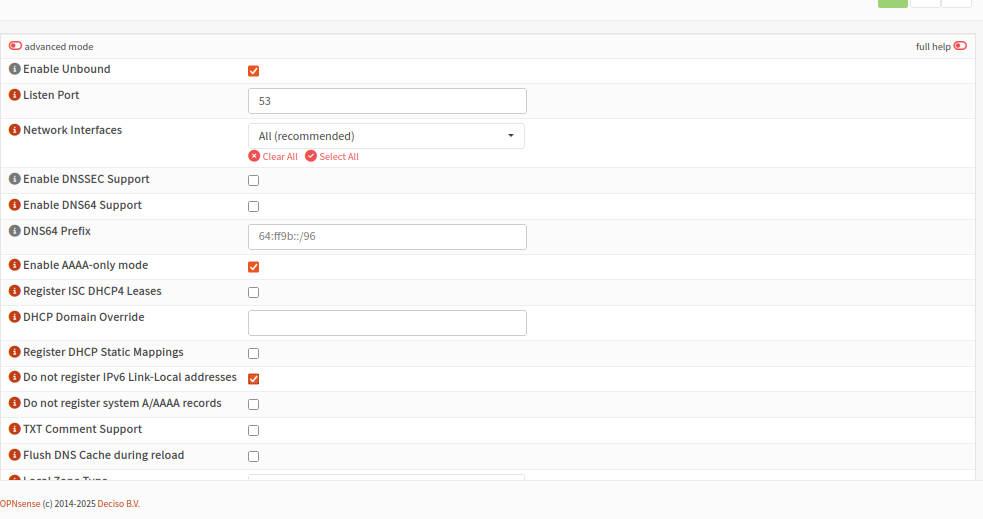 advanced mode full help
Enable Unbound
Listen Port 53
Network Interfaces All (recommended)
Clear All Select All
Enable DNSSEC Support
Enable DNS64 Support
DNS64 Prefix 64:ff9b::/96
Enable AAAA-only mode
Register ISC DHCP4 Leases
DHCP Domain Override
Register DHCP Static Mappings
Do not register IPv6 Link-Local addresses
Do not register system A/AAAA records
TXT Comment Support
Flush DNS Cache during reload
Local Zone Type
OPNsense (c) 2014-2025 Deciso B.V.